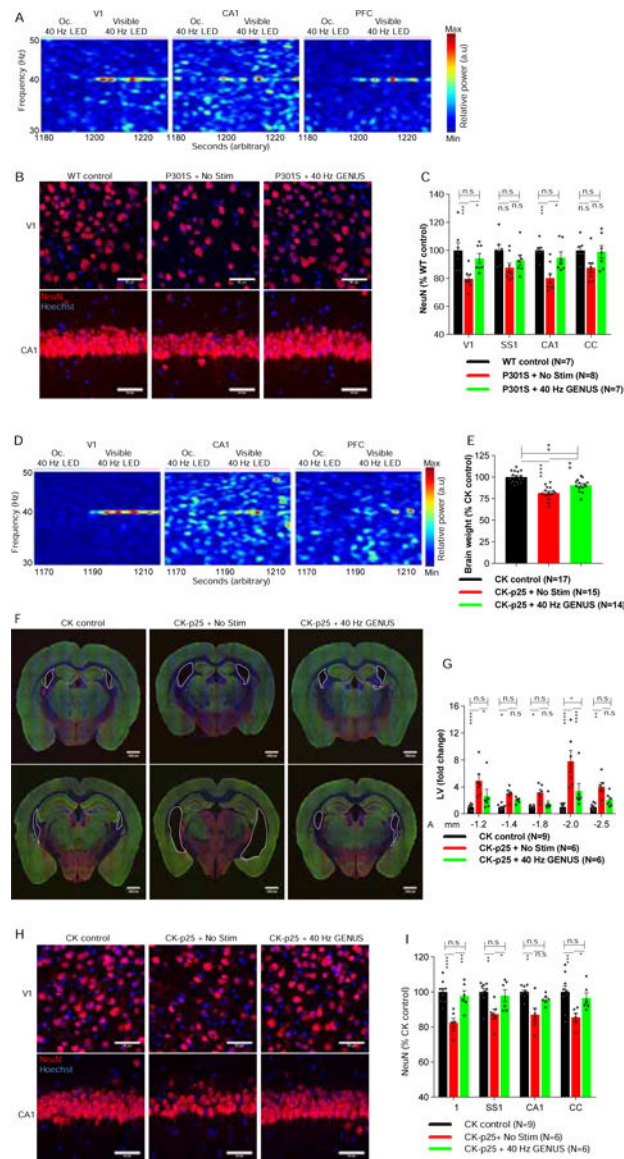 A
V1
CA1
PFC
Oc. Visible
40 Hz LED 40 Hz LED
Oc. Visible
40 Hz LED 40 Hz LED
Oc. Visible
40 Hz LED 40 Hz LED
Frequency (Hz)
50
40
30
1180 1200 1220
1180 1200 1220
1180 1200 1220
Seconds (arbitrary)
Max
Relative power (a.u)
Min
B
WT control
P301S + No Stim
P301S + 40 Hz GENUS
V1
CA1
NeuN
Hoechst
C
NeuN (% WT control)
120
100
80
60
40
n.s
n.s
n.s n.s
n.s
n.s
n.s n.s
V1 SS1 CA1 CC
WT control (N=7)
P301S + No Stim (N=8)
P301S + 40 Hz GENUS (N=7)
D
V1
CA1
PFC
Oc. Visible
40 Hz LED 40 Hz LED
Oc. Visible
40 Hz LED 40 Hz LED
Oc. Visible
40 Hz LED 40 Hz LED
Frequency (Hz)
50
40
30
1170 1190 1210
1190 1210
1190 1210
Seconds (arbitrary)
Max
Relative power (a.u)
Min
E
Brain weight (% CK control)
125
100
75
50
25
CK control (N=17)
CK-p25 + No Stim (N=15)
CK-p25 + 40 Hz GENUS (N=14)
F
CK control
CK-p25 + No Stim
CK-p25 + 40 Hz GENUS
G
LV (fold change)
16
12
8
4
0
n.s
n.s
n.s
n.s
n.s
n.s
A mm -1.2 -1.4 -1.8 -2.0 -2.5
CK control (N=9)
CK-p25 + No Stim (N=6)
CK-p25 + 40 Hz GENUS (N=6)
H
CK control
CK-p25 + No Stim
CK-p25 + 40 Hz GENUS
V1
CA1
NeuN
Hoechst
I
NeuN (% CK control)
120
100
80
60
40
n.s
n.s
n.s
n.s
n.s
1 SS1 CA1 CC
CK control (N=9)
CK-p25+ No Stim (N=6)
CK-p25 + 40 Hz GENUS (N=6)